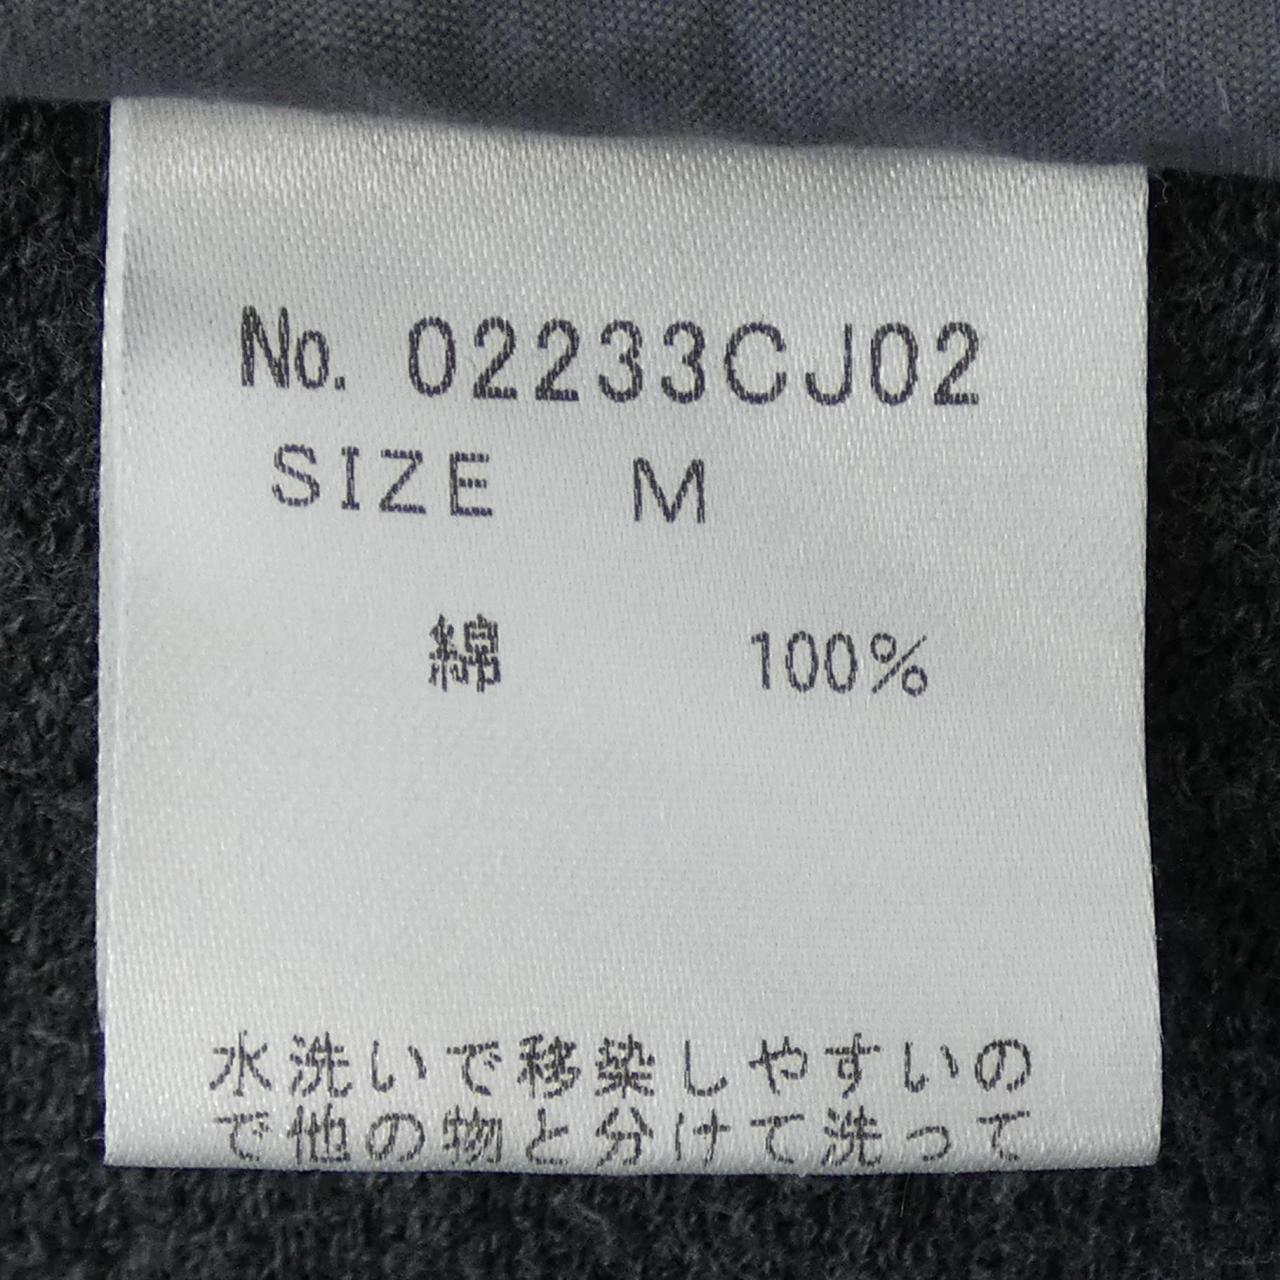 No. 02233CJ02
SIZE M
綿 100%
水洗いで移染しやすいの
で他の物と分けて洗って